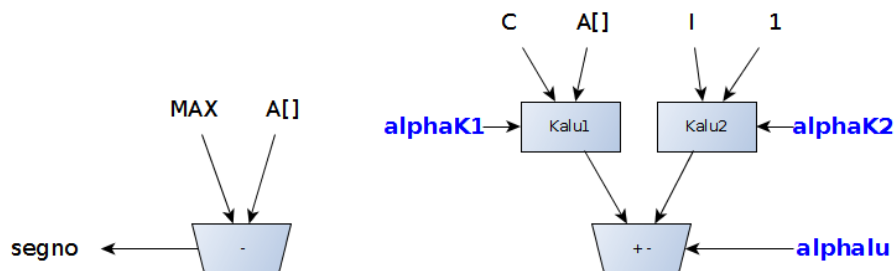 C A[] I 1
MAX A[]
alphaK1 Kalu1 Kalu2 alphaK2
segno - + - alphalu